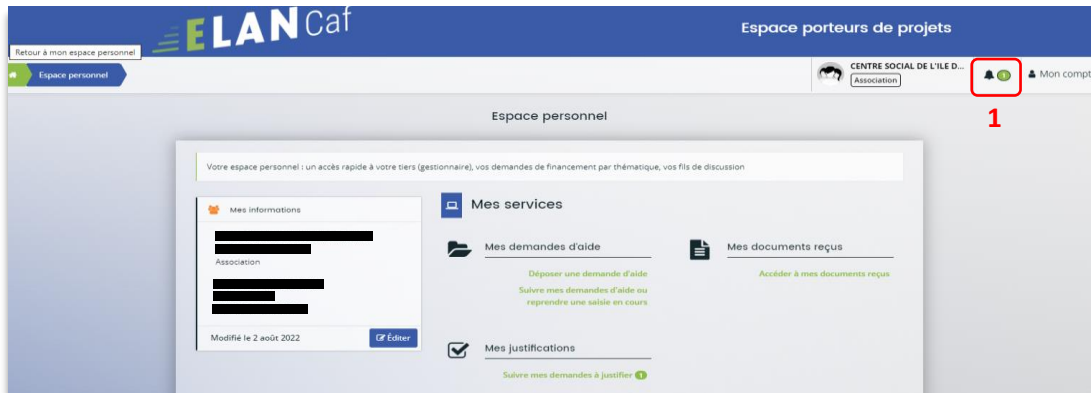 ELAN Caf
Espace porteurs de projets
Retour à mon espace personnel
Espace personnel
CENTRE SOCIAL DE L'ILE D...
Association
1
Mon compte
1
Espace personnel
Votre espace personnel : un accès rapide à votre tiers (gestionnaire), vos demandes de financement par thématique, vos fils de discussion
Mes informations
Association
Modifié le 2 août 2022
Éditer
Mes services
Mes demandes d'aide
Déposer une demande d'aide
Suivre mes demandes d'aide ou
reprendre une saisie en cours
Mes documents reçus
Accéder à mes documents reçus
Mes justifications
Suivre mes demandes à justifier 1